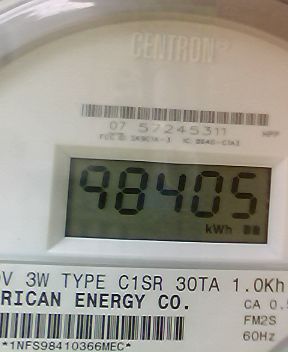 CENTRON
07 57245311
98405
kWh
V 3W TYPE C1SR 30TA 1.0Kh
RICAN ENERGY CO.
CA 0.5
FM2S
60Hz
*1NFS98410366MEC*